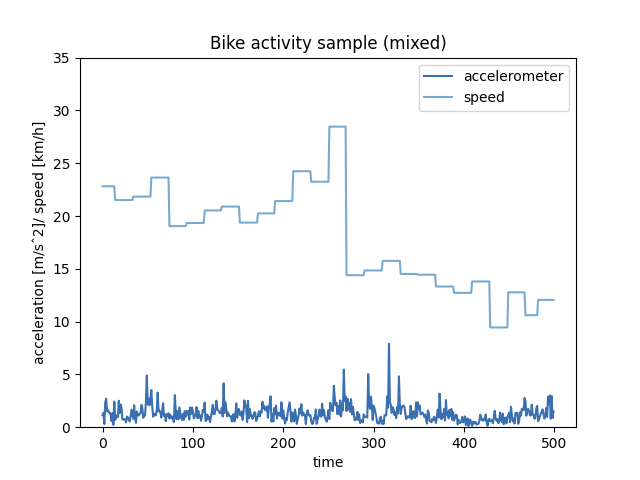 Bike activity sample (mixed)
accelerometer
speed
35
30
25
20
15
10
5
0
acceleration [m/s^2]/ speed [km/h]
0 100 200 300 400 500
time